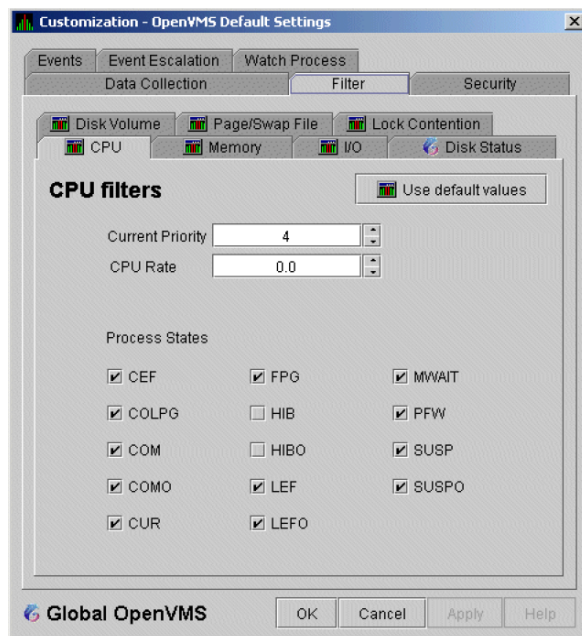 Customization - OpenVMS Default Settings
Events Event Escalation Watch Process
Data Collection Filter Security
Disk Volume Page/Swap File Lock Contention
CPU Memory I/O Disk Status
CPU filters Use default values
Current Priority 4
CPU Rate 0.0
Process States
CEF FPG MWAIT
COLPG HIB PFW
COM HIBO SUSP
COMO LEF SUSPO
CUR LEFO
Global OpenVMS OK Cancel Apply Help